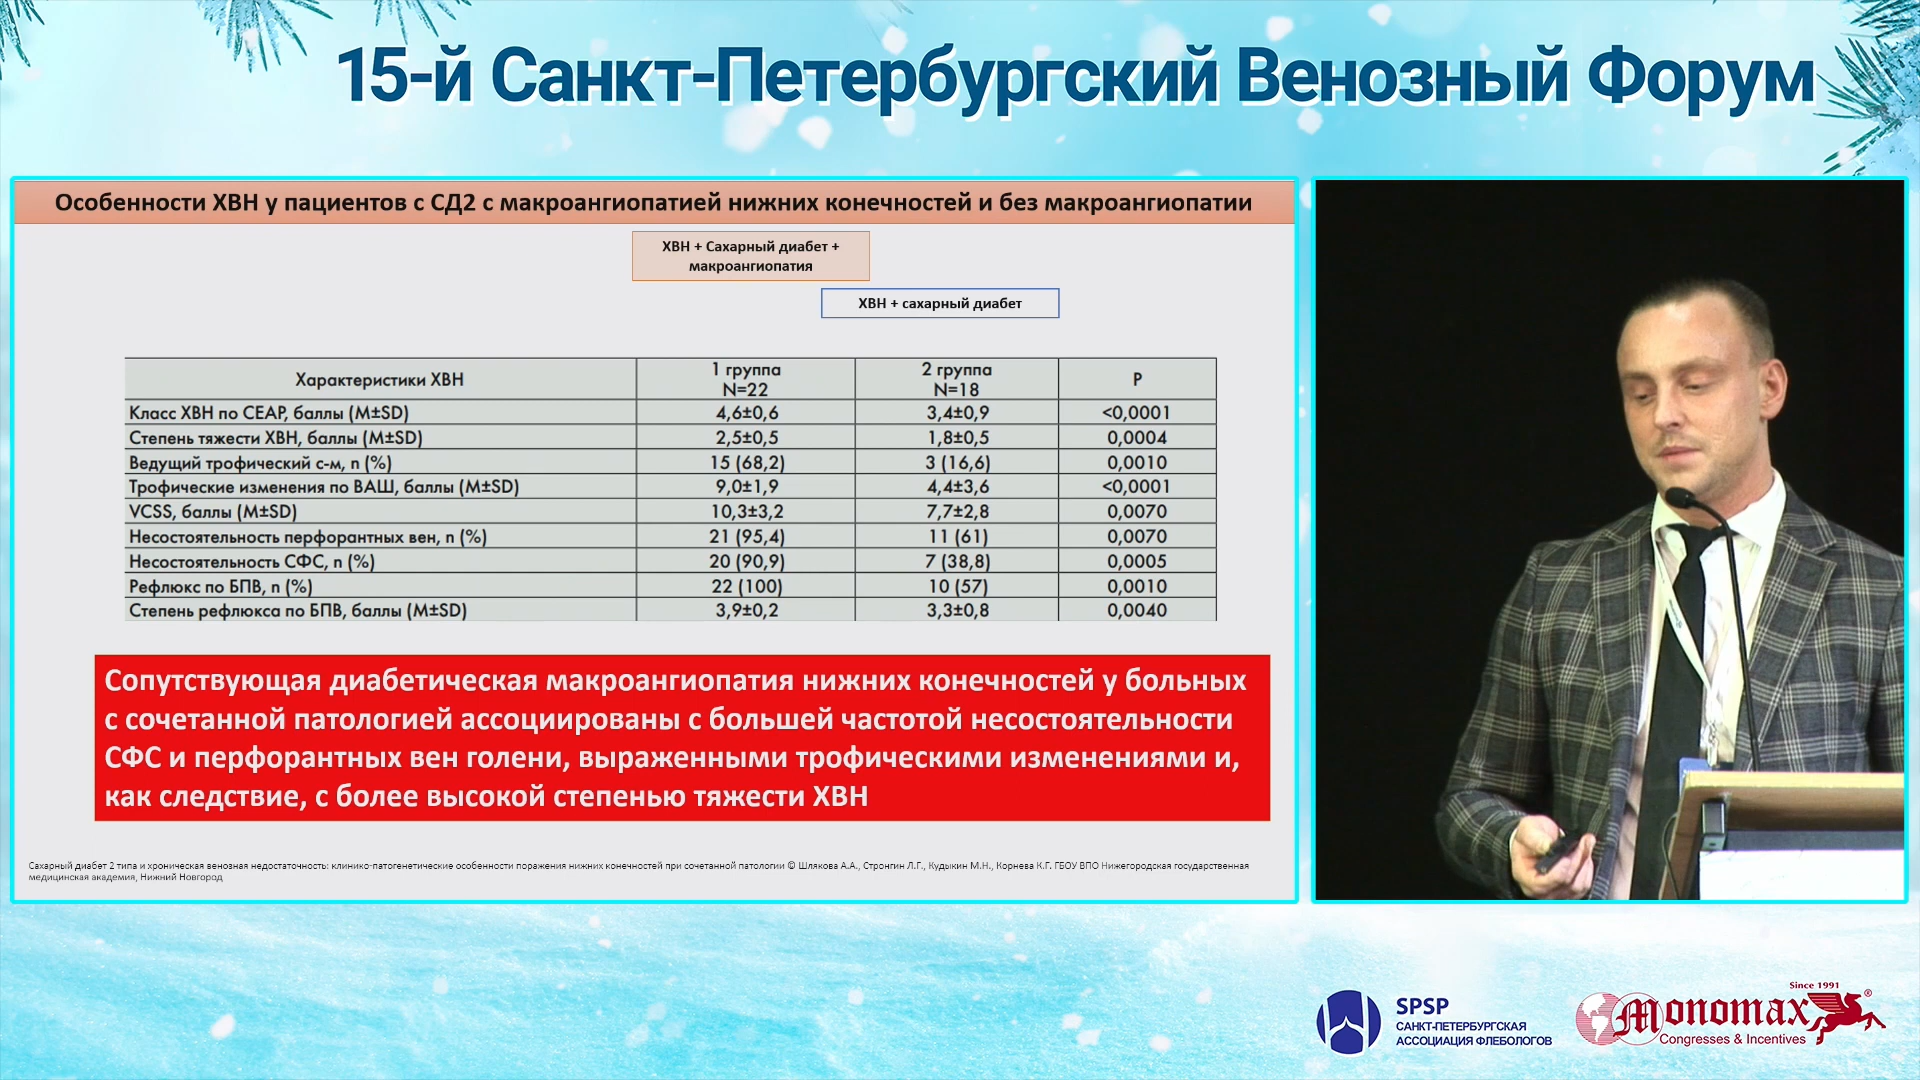 15-й Санкт-Петербургский Венозный Форум
Особенности ХВН у пациентов с СД2 с макроангиопатией нижних конечностей и без макроангиопатии
ХВН + Сахарный диабет +
макроангиопатия
ХВН + сахарный диабет
Характеристики ХВН 1 группа N=22 2 группа N=18 P
Класс ХВН по CEAP, баллы (M±SD) 4,6±0,6 3,4±0,9 <0,0001
Степень тяжести ХВН, баллы (M±SD) 2,5±0,5 1,8±0,5 0,0004
Ведущий трофический с-м, n (%) 15 (68,2) 3 (16,6) 0,0010
Трофические изменения по ВАШ, баллы (M±SD) 9,0±1,9 4,4±3,6 <0,0001
VCSS, баллы (M±SD) 10,3±3,2 7,7±2,8 0,0070
Несостоятельность перфорантных вен, n (%) 21 (95,4) 11 (61) 0,0070
Несостоятельность СФС, n (%) 20 (90,9) 7 (38,8) 0,0005
Рефлюкс по БПВ, n (%) 22 (100) 10 (57) 0,0010
Степень рефлюкса по БПВ, баллы (M±SD) 3,9±0,2 3,3±0,8 0,0040
Сопутствующая диабетическая макроангиопатия нижних конечностей у больных
с сочетанной патологией ассоциированы с большей частотой несостоятельности
СФС и перфорантных вен голени, выраженными трофическими изменениями и,
как следствие, с более высокой степенью тяжести ХВН
Сахарный диабет 2 типа и хроническая венозная недостаточность: клинико-патогенетические особенности поражения нижних конечностей при сочетанной патологии © Шлякова А.А., Стронгин Л.Г., Кудыкин М.Н., Корнева К.Г. ГБОУ ВПО Нижегородская государственная
медицинская академия, Нижний Новгород
SPSP
САНКТ-ПЕТЕРБУРГСКАЯ
АССОЦИАЦИЯ ФЛЕБОЛОГОВ
Since 1991
Monomax®
Congresses & Incentives